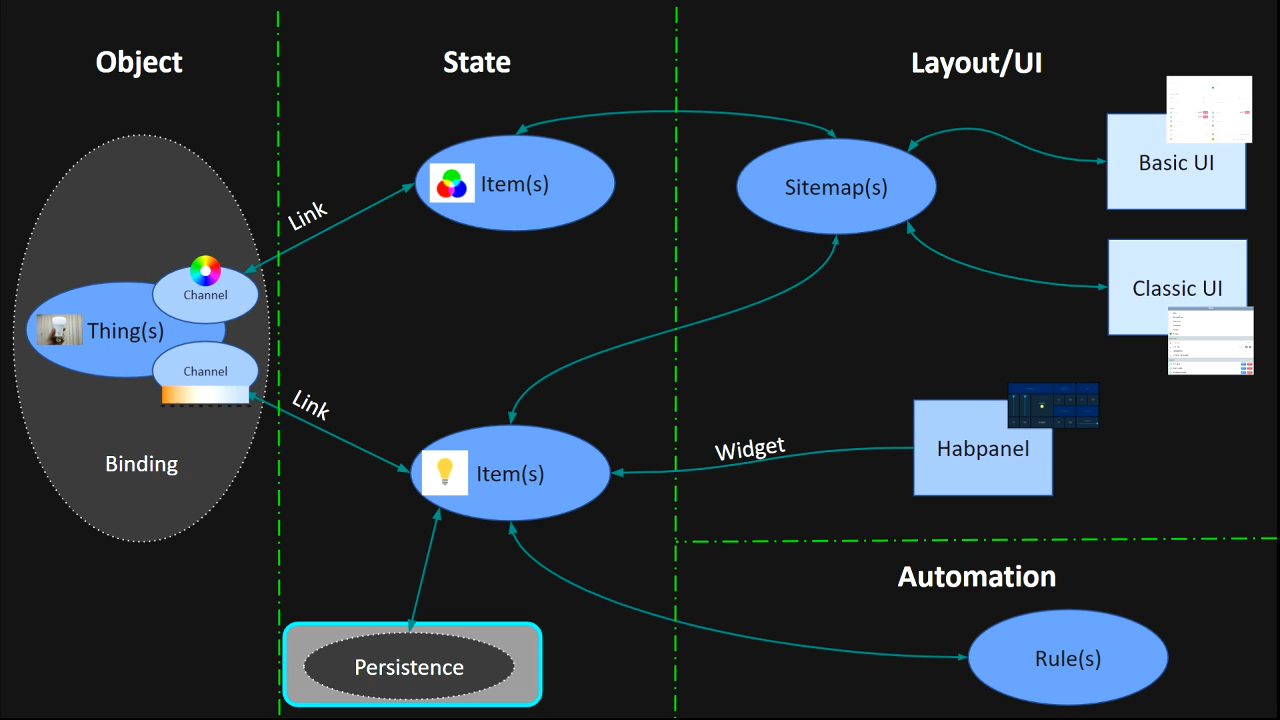 Object
State
Layout/UI
Basic UI
Item(s)
Sitemap(s)
Link
Channel
Classic UI
Thing(s)
Channel
Link
Widget
Habpanel
Binding
Item(s)
Automation
Persistence
Rule(s)